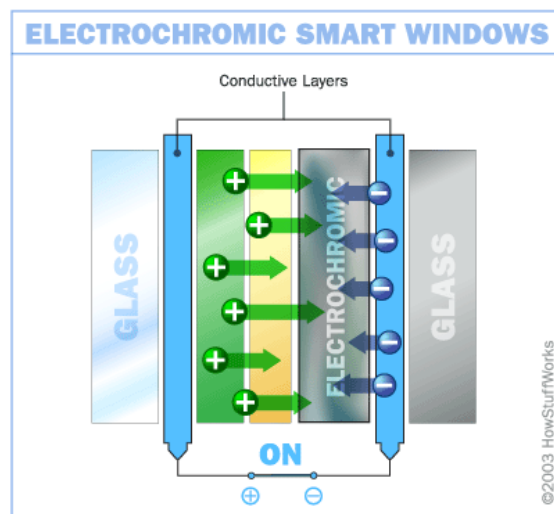 ELECTROCHROMIC SMART WINDOWS
Conductive Layers
GLASS
ELECTROCHROMIC
GLASS
ON
©2003 HowStuffWorks